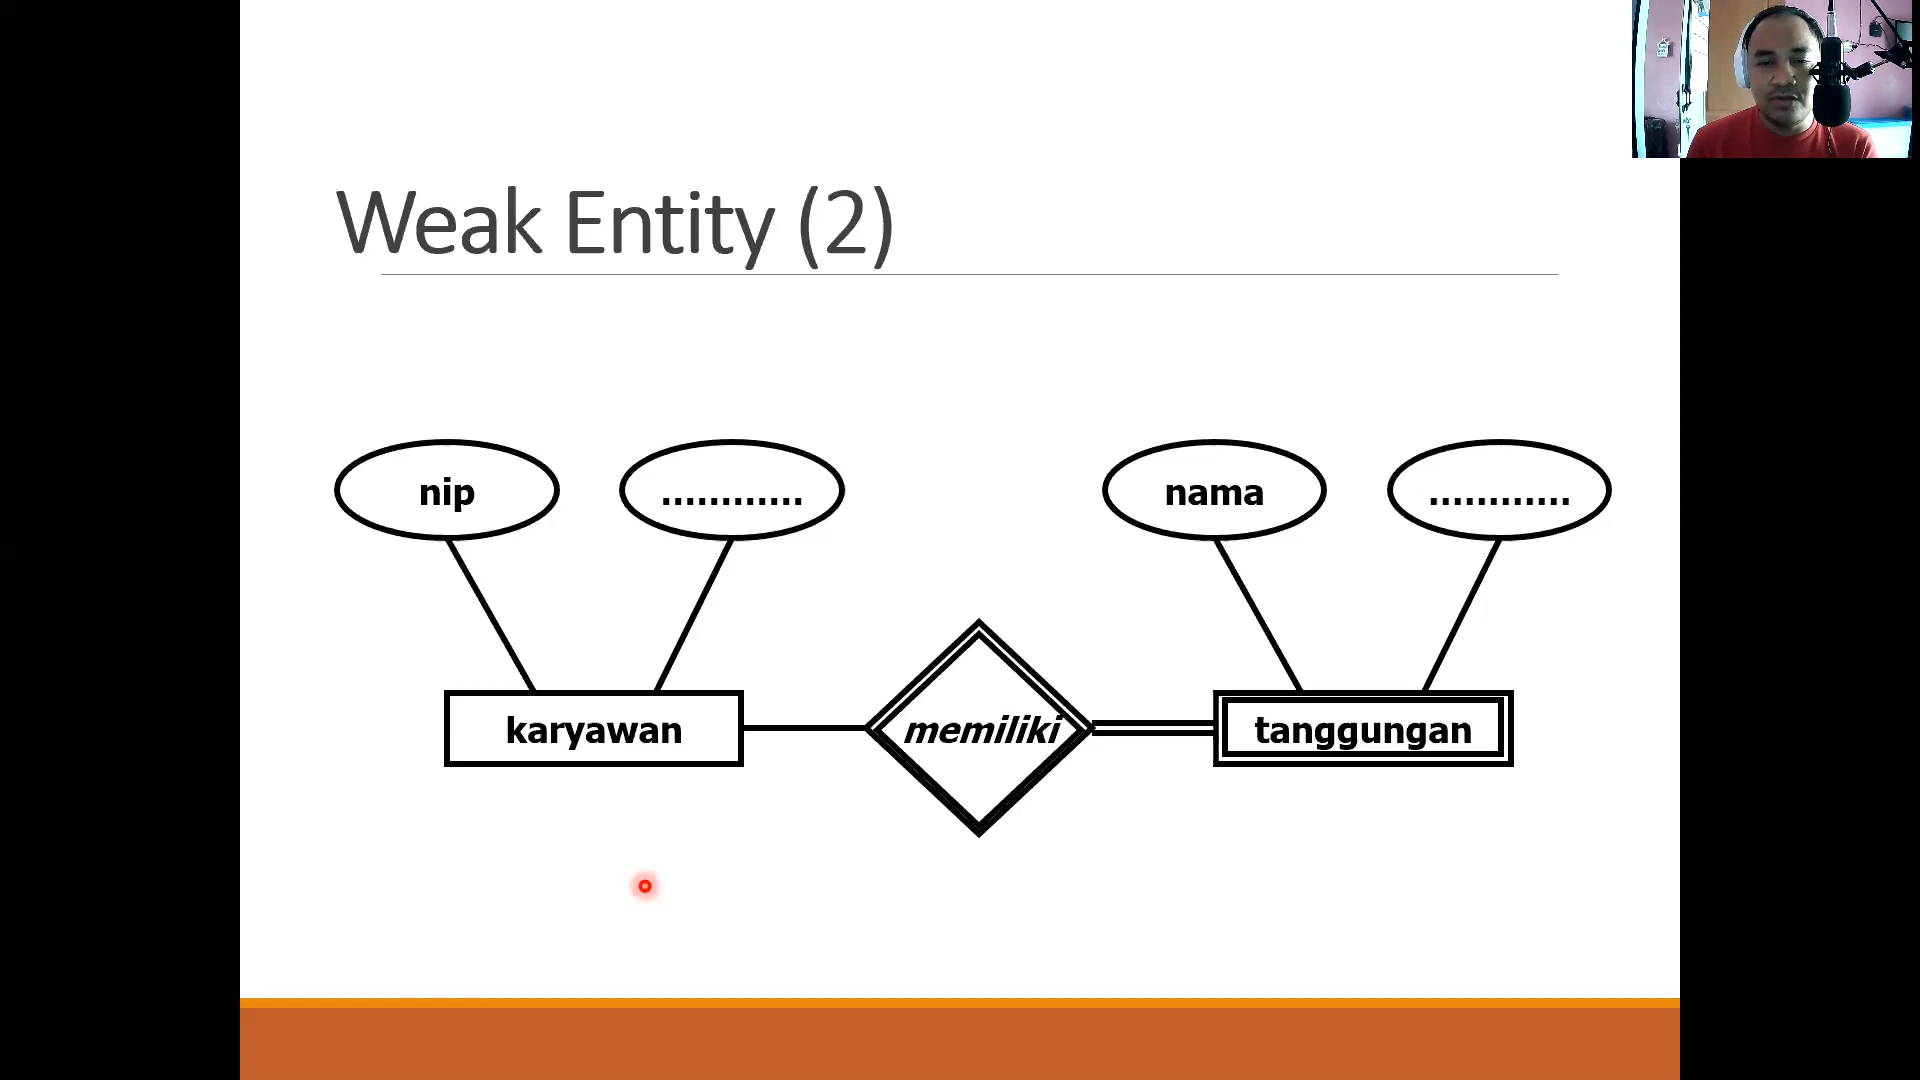 Weak Entity (2)
nip
............
nama
............
karyawan
memiliki
tanggungan